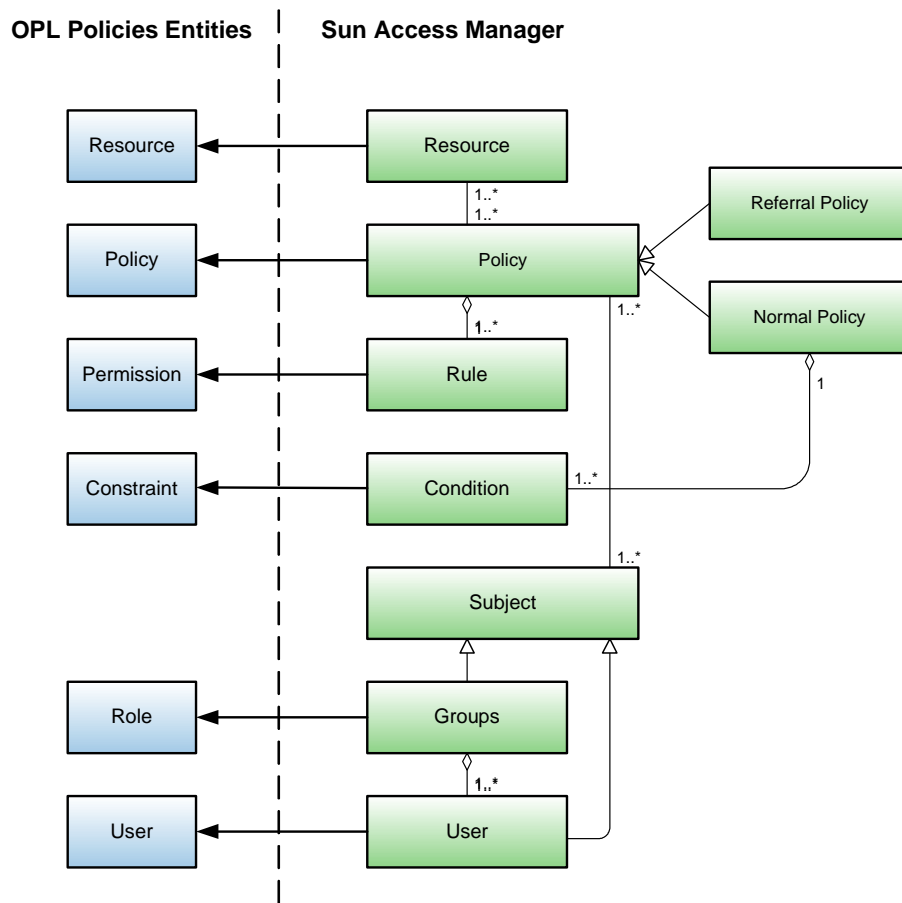 OPL Policies Entities
Sun Access Manager
Resource
Resource
1..*
1..*
Referral Policy
Policy
Policy
Normal Policy
1..*
1..*
1
Permission
Rule
Constraint
Condition
1..*
1..*
Subject
Role
Groups
1..*
User
User